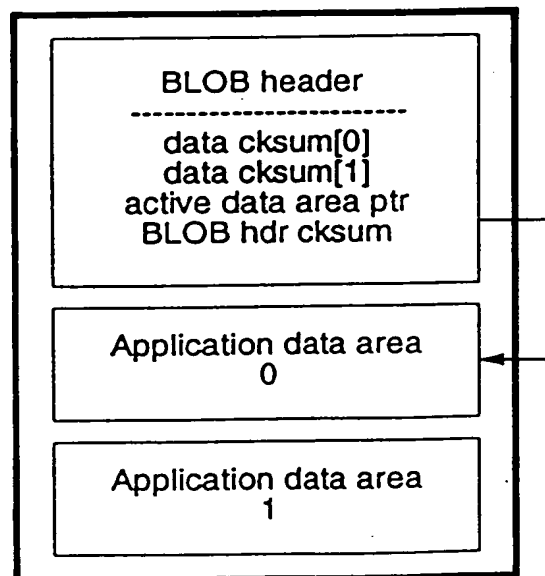 BLOB header
data cksum[0]
data cksum[1]
active data area ptr
BLOB hdr cksum
Application data area
0
Application data area
1